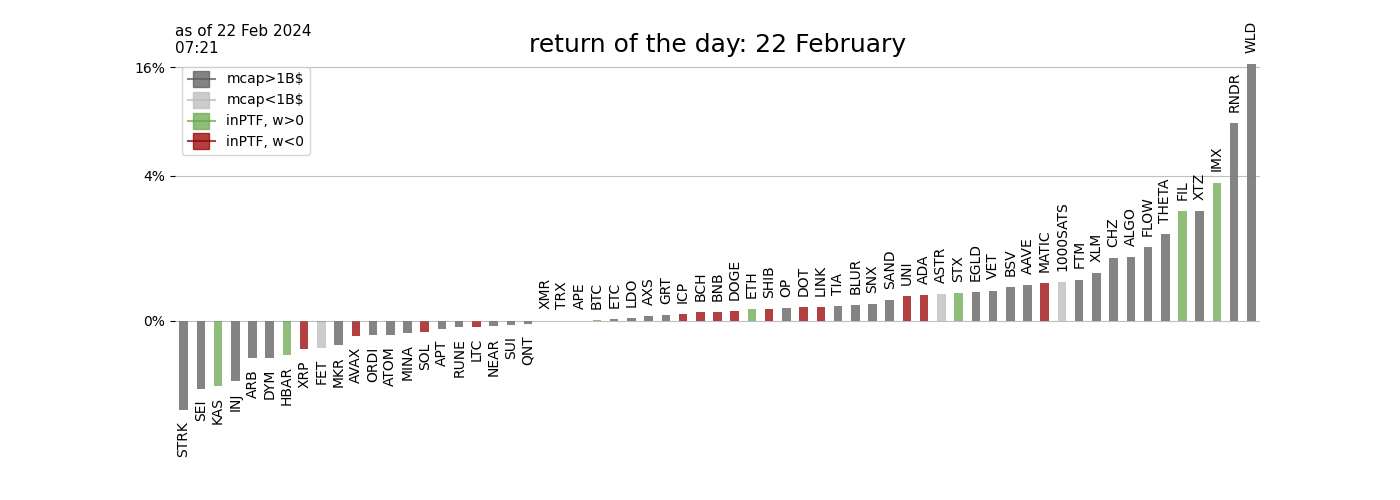 as of 22 Feb 2024
07:21
return of the day: 22 February
16%
4%
0%
mcap>1B$
mcap<1B$
inPTF, w>0
inPTF, w<0
STRK
SEI
KAS
INJ
ARB
DYM
HBAR
XRP
FET
MKR
AVAX
ORDI
ATOM
MINA
SOL
APT
RUNE
LTC
NEAR
SUI
QNT
XMR
TRX
APE
BTC
ETC
LDO
AXS
GRT
ICP
BCH
BNB
DOGE
ETH
SHIB
OP
DOT
LINK
TIA
BLUR
SNX
SAND
UNI
ADA
ASTR
STX
EGLD
VET
BSV
AAVE
MATIC
1000SATS
FTM
XLM
CHZ
ALGO
FLOW
THETA
FIL
XTZ
IMX
RNDR
WLD